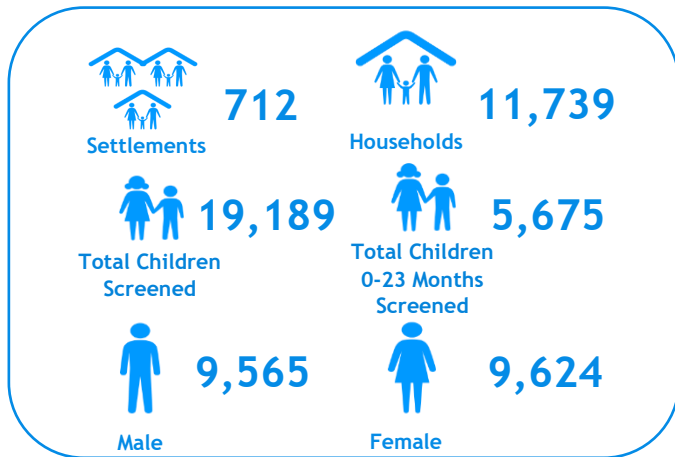 712
Settlements
11,739
Households
19,189
Total Children
Screened
5,675
Total Children
0-23 Months
Screened
9,565
Male
9,624
Female